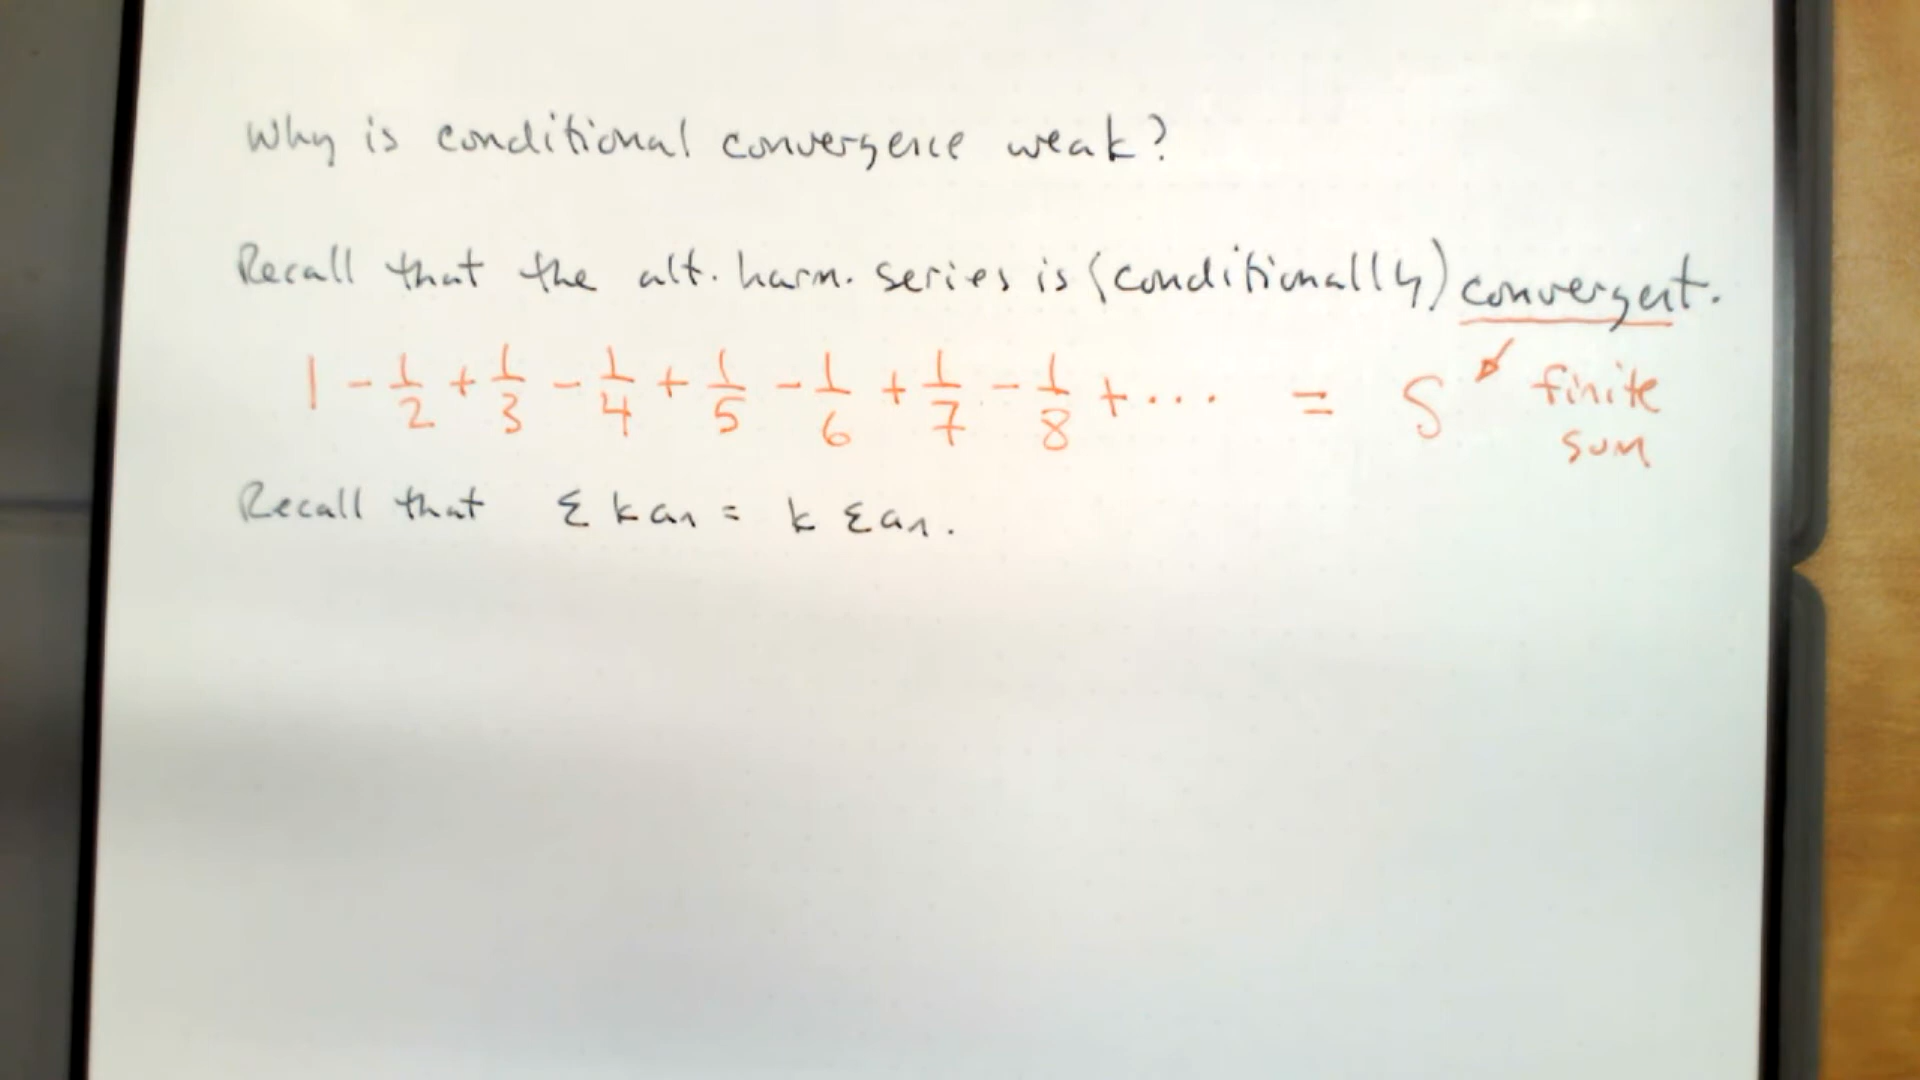 Why is conditional convergence weak?
Recall that the alt. harm. series is (conditionally) convergent.
1 - 1/2 + 1/3 - 1/4 + 1/5 - 1/6 + 1/7 - 1/8 + ... = S finite
sum
Recall that Σ k an = k Σ an.